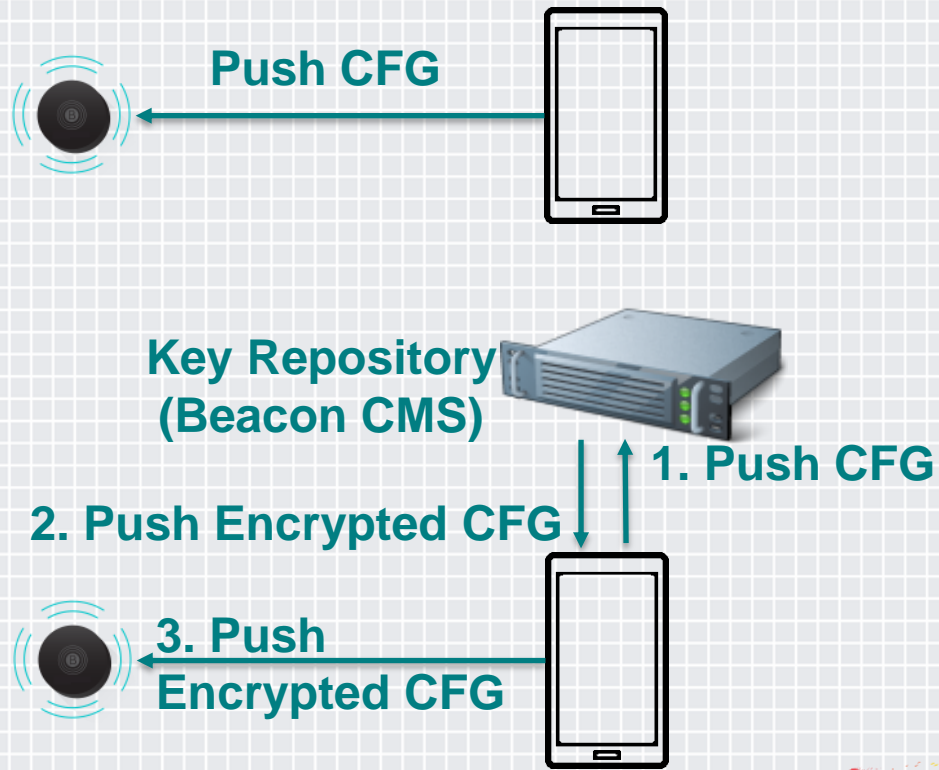 Push CFG
Key Repository
(Beacon CMS)
1. Push CFG
2. Push Encrypted CFG
3. Push
Encrypted CFG